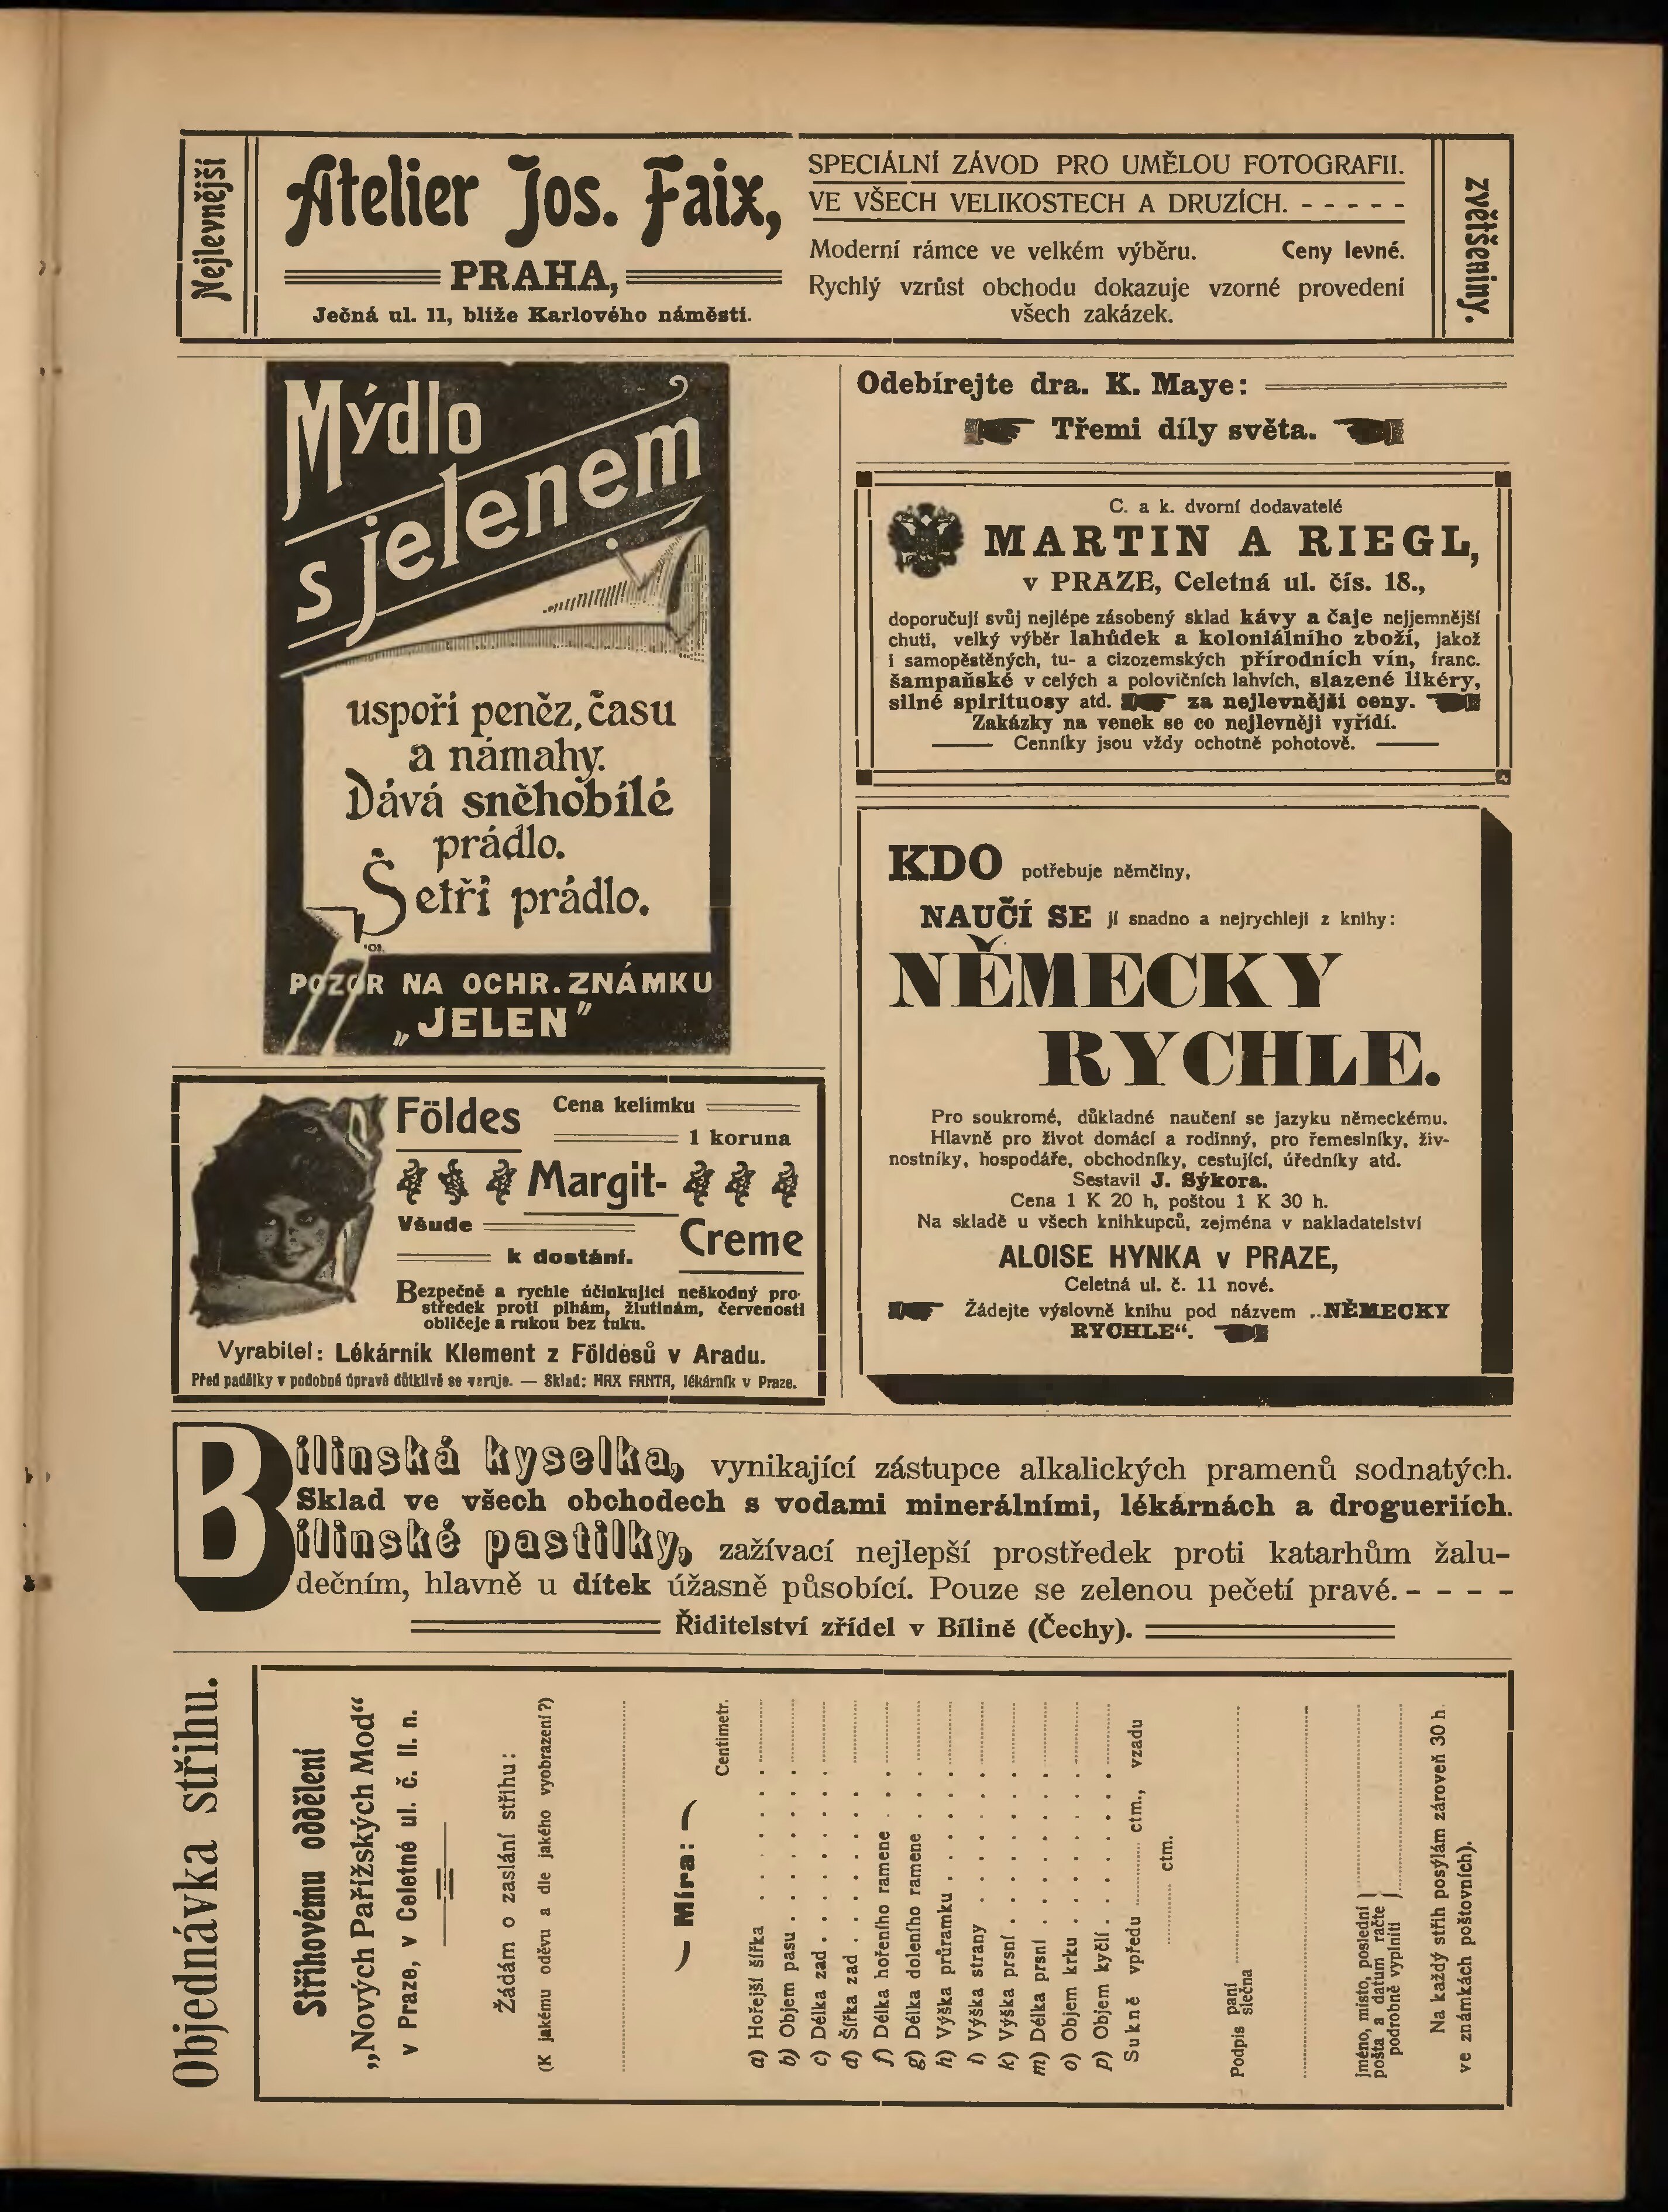 Nejlevnější
Atelier Jos. Faix,
PRAHA,
Ječná ul. 11, blíže Karlového náměstí.
SPECIÁLNÍ ZÁVOD PRO UMĚLOU FOTOGRAFII.
VE VŠECH VELIKOSTECH A DRUZÍCH. - - - - -
Moderní rámce ve velkém výběru. Ceny levné.
Rychlý vzrůst obchodu dokazuje vzorné provedení
všech zakázek.
zvětšeniny.
Mýdlo
s jelenem
uspoří peněz, času
a námahy.
Dává sněhobílé
prádlo.
Šetří prádlo.
POZOR NA OCHR. ZNÁMKU
„JELEN"
Földes
Cena kelímku
1 koruna
Margit-
Všude
k dostání.
Creme
Bezpečně a rychle účinkující neškodný pro-
středek proti pihám, žlutinám, červenosti
obličeje a rukou bez tuku.
Vyrabitel: Lékárník Klement z Földesů v Aradu.
Před padělky v podobné úpravě důtklivě se varuje. — Sklad: MAX FANTA, lékárník v Praze.
Odebírejte dra. K. Maye:
Třemi díly světa.
C. a k. dvorní dodavatelé
MARTIN A RIEGL,
v PRAZE, Celetná ul. čís. 18.,
doporučují svůj nejlépe zásobený sklad kávy a čaje nejjemnější
chuti, velký výběr lahůdek a koloniálního zboží, jakož
i samopěstěných, tu- a cizozemských přírodních vín, franc.
šampaňské v celých a polovičních lahvích, slazené likéry,
silné spirituosy atd. za nejlevnější ceny.
Zakázky na venek se co nejlevněji vyřídí.
Cenníky jsou vždy ochotně pohotově.
KDO potřebuje němčiny,
NAUČÍ SE jí snadno a nejrychleji z knihy:
NĚMECKY
RYCHLE.
Pro soukromé, důkladné naučení se jazyku německému.
Hlavně pro život domácí a rodinný, pro řemeslníky, živ-
nostníky, hospodáře, obchodníky, cestující, úředníky atd.
Sestavil J. Sýkora.
Cena 1 K 20 h, poštou 1 K 30 h.
Na skladě u všech knihkupců, zejména v nakladatelství
ALOISE HYNKA v PRAZE,
Celetná ul. č. 11 nové.
Žádejte výslovně knihu pod názvem „NĚMECKY
RYCHLE“.
Bílinská kyselka, vynikající zástupce alkalických pramenů sodnatých.
Sklad ve všech obchodech s vodami minerálními, lékárnách a drogueriích.
Bílinské pastilky, zažívací nejlepší prostředek proti katarhům žalu-
dečním, hlavně u dítek úžasně působící. Pouze se zelenou pečetí pravé. - - - -
Řiditelství zřídel v Bílině (Čechy).
Objednávka střihu.
Střihovému oddělení
„Nových Pařížských Mod“
v Praze, v Celetné ul. č. 11. n.
Žádám o zaslání střihu:
(K jakému oděvu a dle jakého vyobrazení?)
Míra:
Centimetr.
a) Hořejší šířka
b) Objem pasu
c) Délka zad
d) Šířka zad
f) Délka hořeního ramene
g) Délka doleního ramene
h) Výška průramku
i) Výška strany
k) Výška prsní
m) Délka prsní
o) Objem krku
p) Objem kyčlí
Sukně vpředu ctm., vzadu
ctm.
Podpis paní
slečna
jméno, místo, poslední
pošta a datum račte
podrobně vyplniti
Na každý střih posýlám zároveň 30 h
ve známkách poštovních).